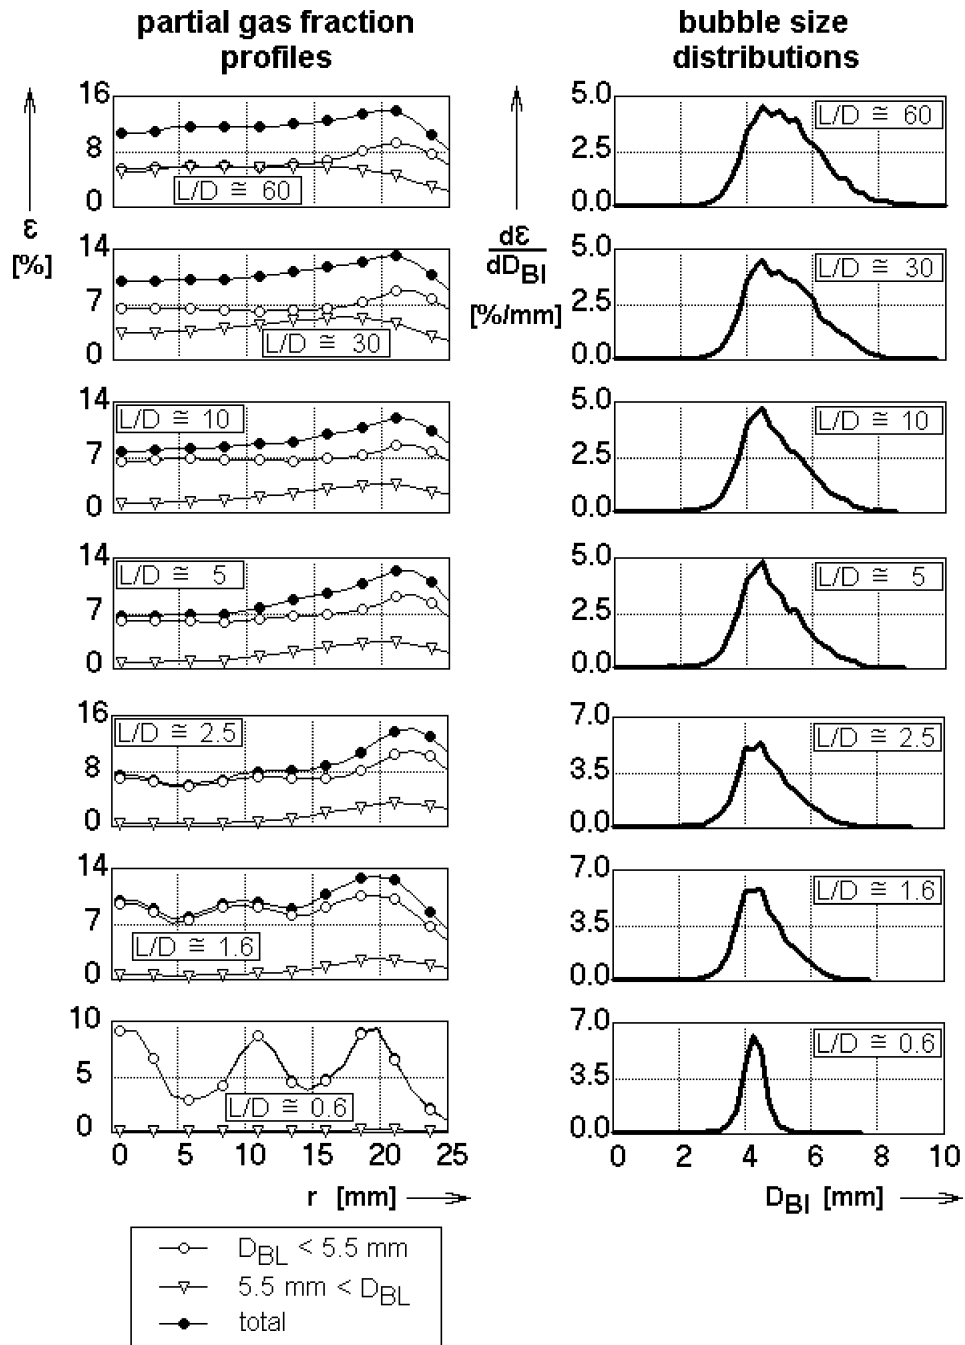 partial gas fraction
profiles
bubble size
distributions
16
8
0
L/D ≅ 60
ε
[%]
5.0
2.5
0.0
L/D ≅ 60
dε
dD_BI
[%/mm]
14
7
0
L/D ≅ 30
5.0
2.5
0.0
L/D ≅ 30
14
7
0
L/D ≅ 10
5.0
2.5
0.0
L/D ≅ 10
14
7
0
L/D ≅ 5
5.0
2.5
0.0
L/D ≅ 5
16
8
0
L/D ≅ 2.5
7.0
3.5
0.0
L/D ≅ 2.5
14
7
0
L/D ≅ 1.6
7.0
3.5
0.0
L/D ≅ 1.6
10
5
0
L/D ≅ 0.6
0 5 10 15 20 25
r [mm]
7.0
3.5
0.0
L/D ≅ 0.6
0 2 4 6 8 10
D_BI [mm]
D_BL < 5.5 mm
5.5 mm < D_BL
total